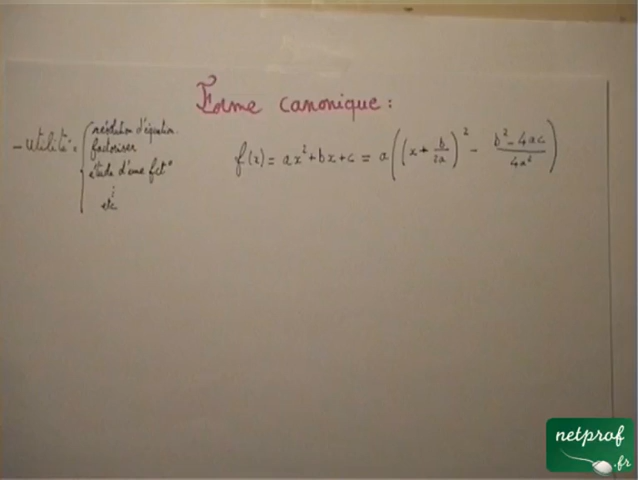 Forme canonique :
- Utilité : résolution d'équation
factoriser
étude d'une fct°
etc
f(x) = ax² + bx + c = a((x + b/2a)² - (b² - 4ac)/4a²)
netprof
.fr